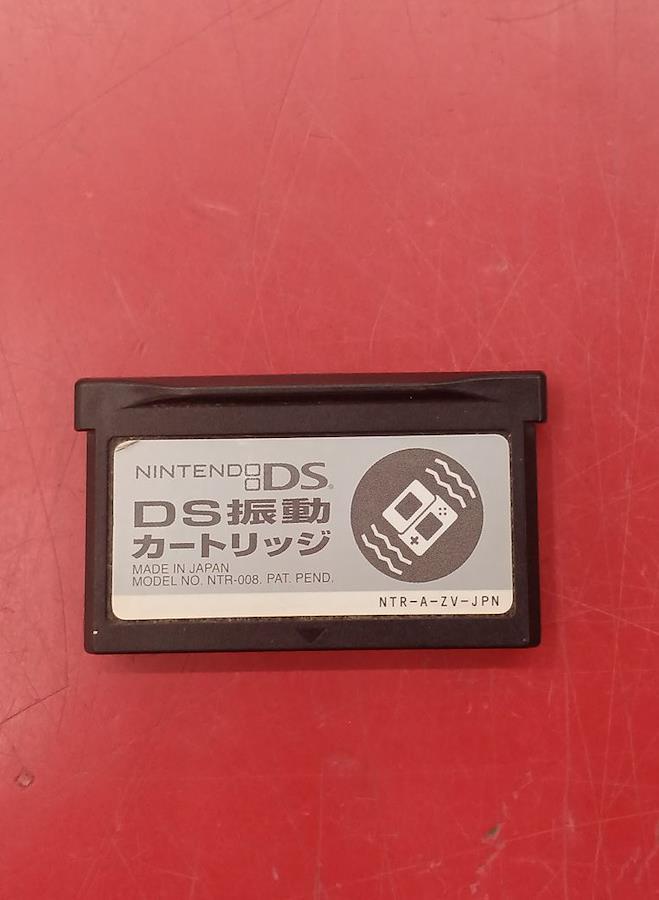 NINTENDO DS®
DS振動
カートリッジ
MADE IN JAPAN
MODEL NO. NTR-008. PAT. PEND.
NTR-A-ZV-JPN